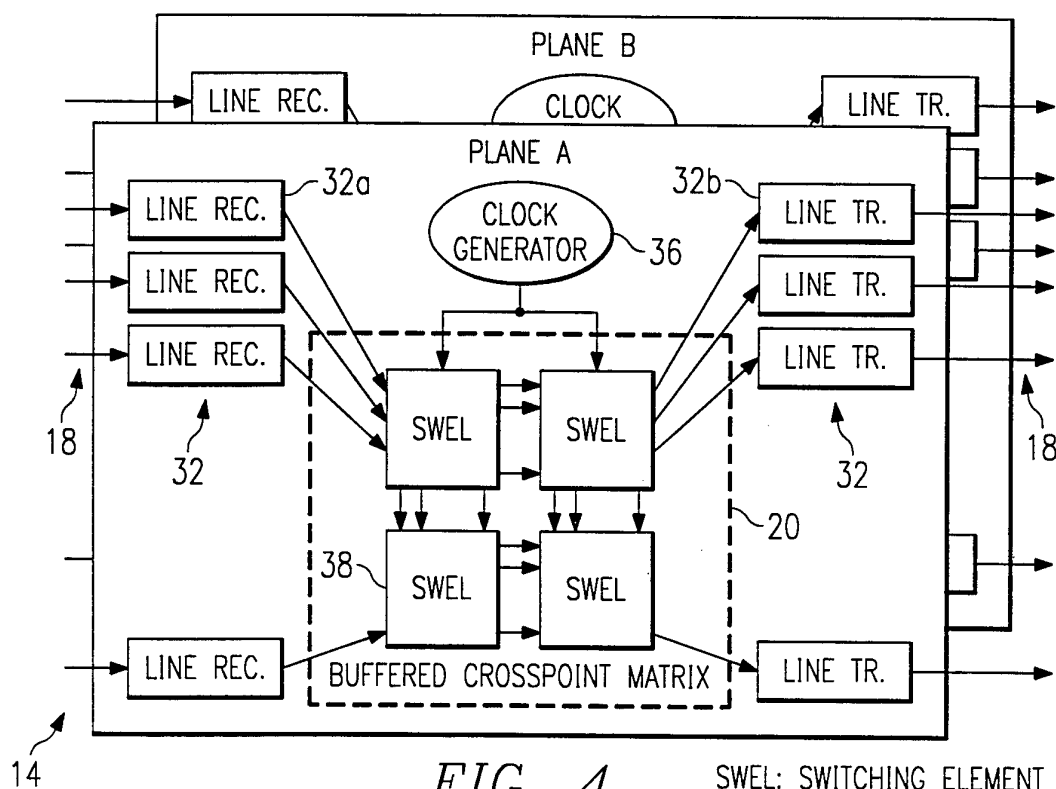 PLANE B
LINE REC.
CLOCK
LINE TR.
PLANE A
32a
32b
LINE REC.
CLOCK
GENERATOR
36
LINE TR.
LINE REC.
LINE TR.
LINE REC.
LINE TR.
18
32
SWEL
SWEL
32
18
20
38
SWEL
SWEL
LINE REC.
BUFFERED CROSSPOINT MATRIX
LINE TR.
14
FIG. 4
SWEL: SWITCHING ELEMENT